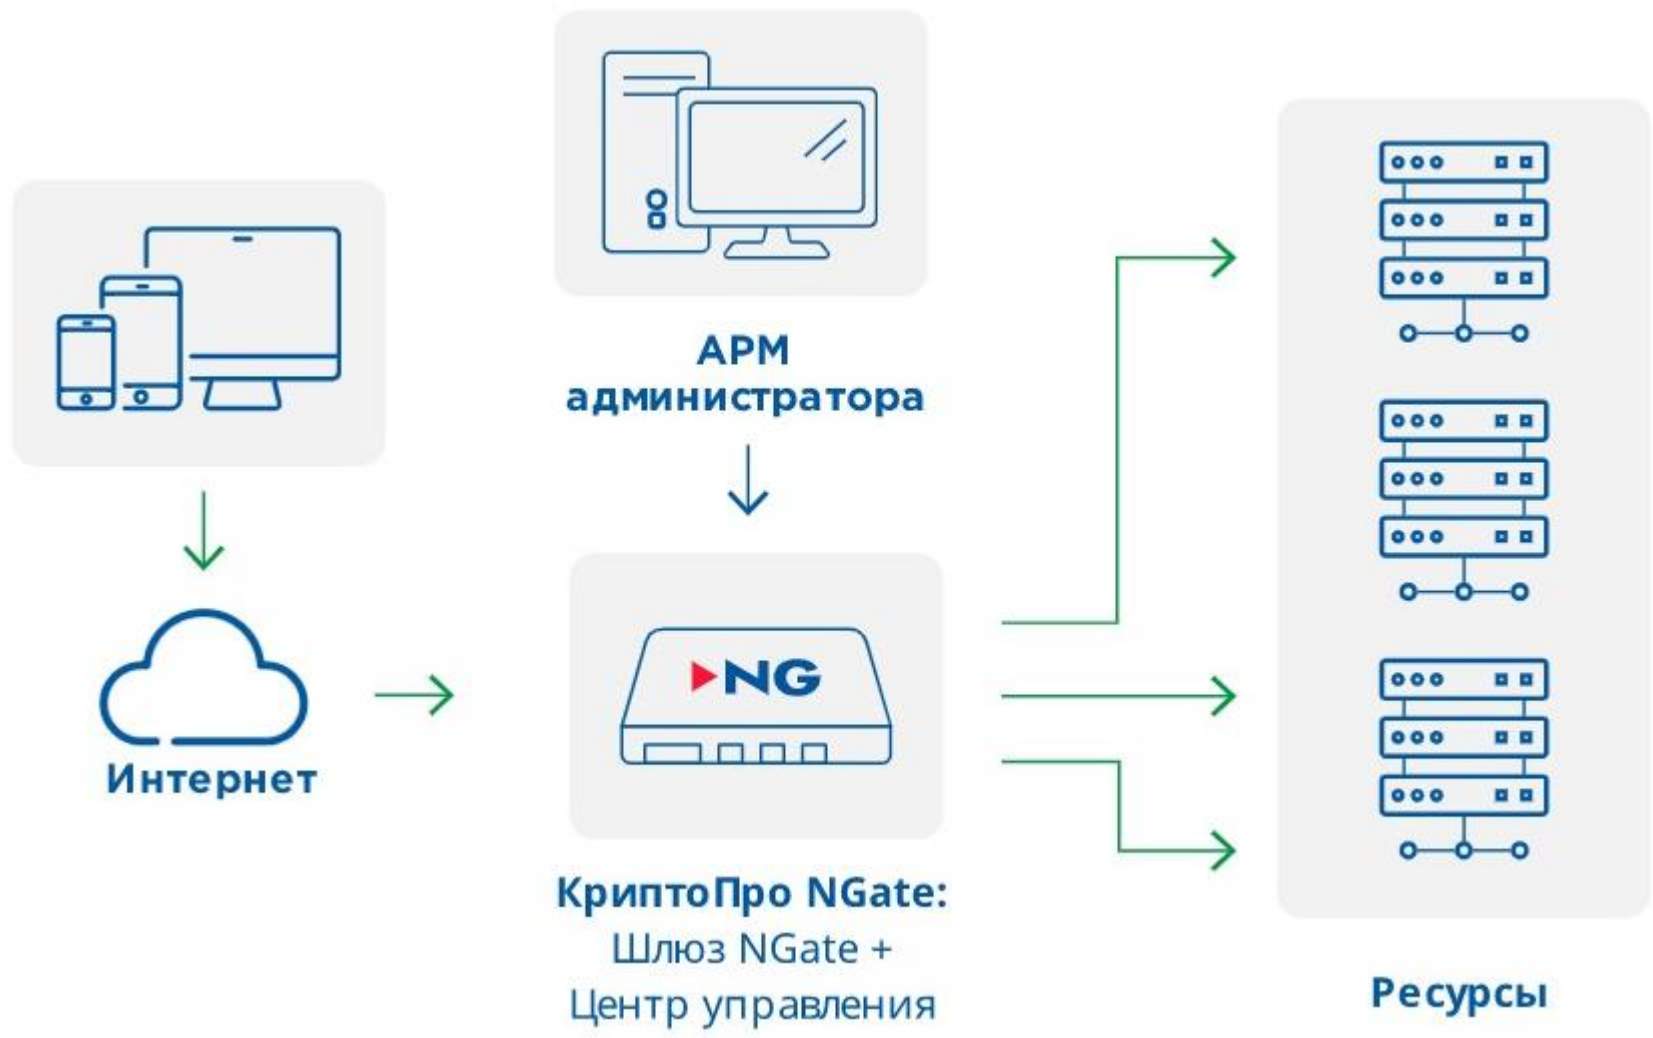 АРМ
администратора
NG
Интернет
КриптоПро NGate:
Шлюз NGate +
Центр управления
Ресурсы